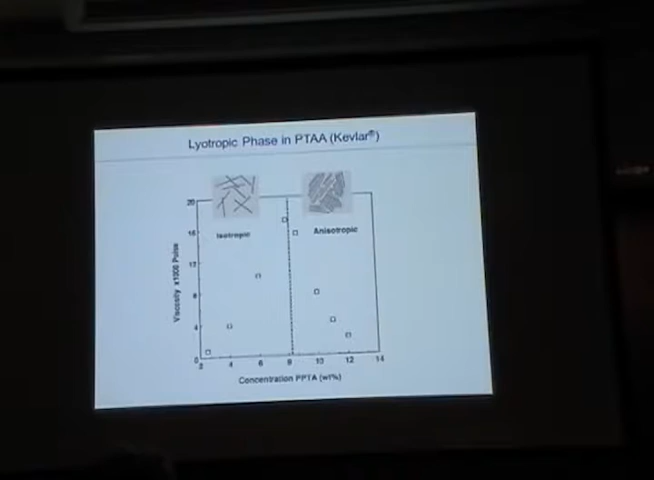 Lyotropic Phase in PTAA (Kevlar®)
Isotropic
Anisotropic
20
16
12
8
4
0
Viscosity x1000 Pulse
2 4 6 8 10 12 14
Concentration PPTA (wt%)